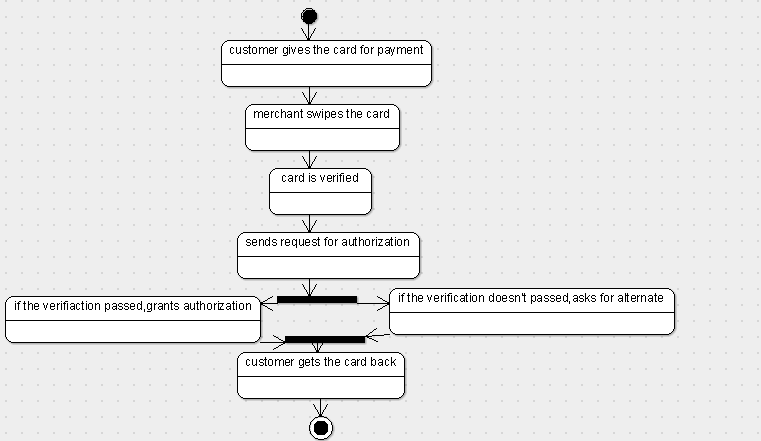 customer gives the card for payment
merchant swipes the card
card is verified
sends request for authorization
if the verifiaction passed,grants authorization
if the verification doesn't passed,asks for alternate
customer gets the card back